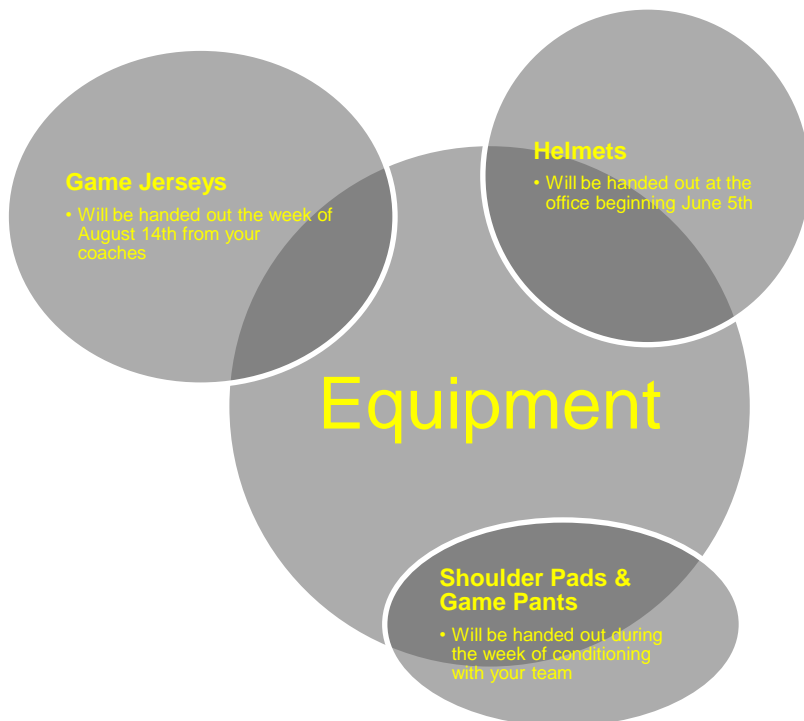 Game Jerseys
• Will be handed out the week of
August 14th from your
coaches
Helmets
• Will be handed out at the
office beginning June 5th
Equipment
Shoulder Pads &
Game Pants
• Will be handed out during
the week of conditioning
with your team